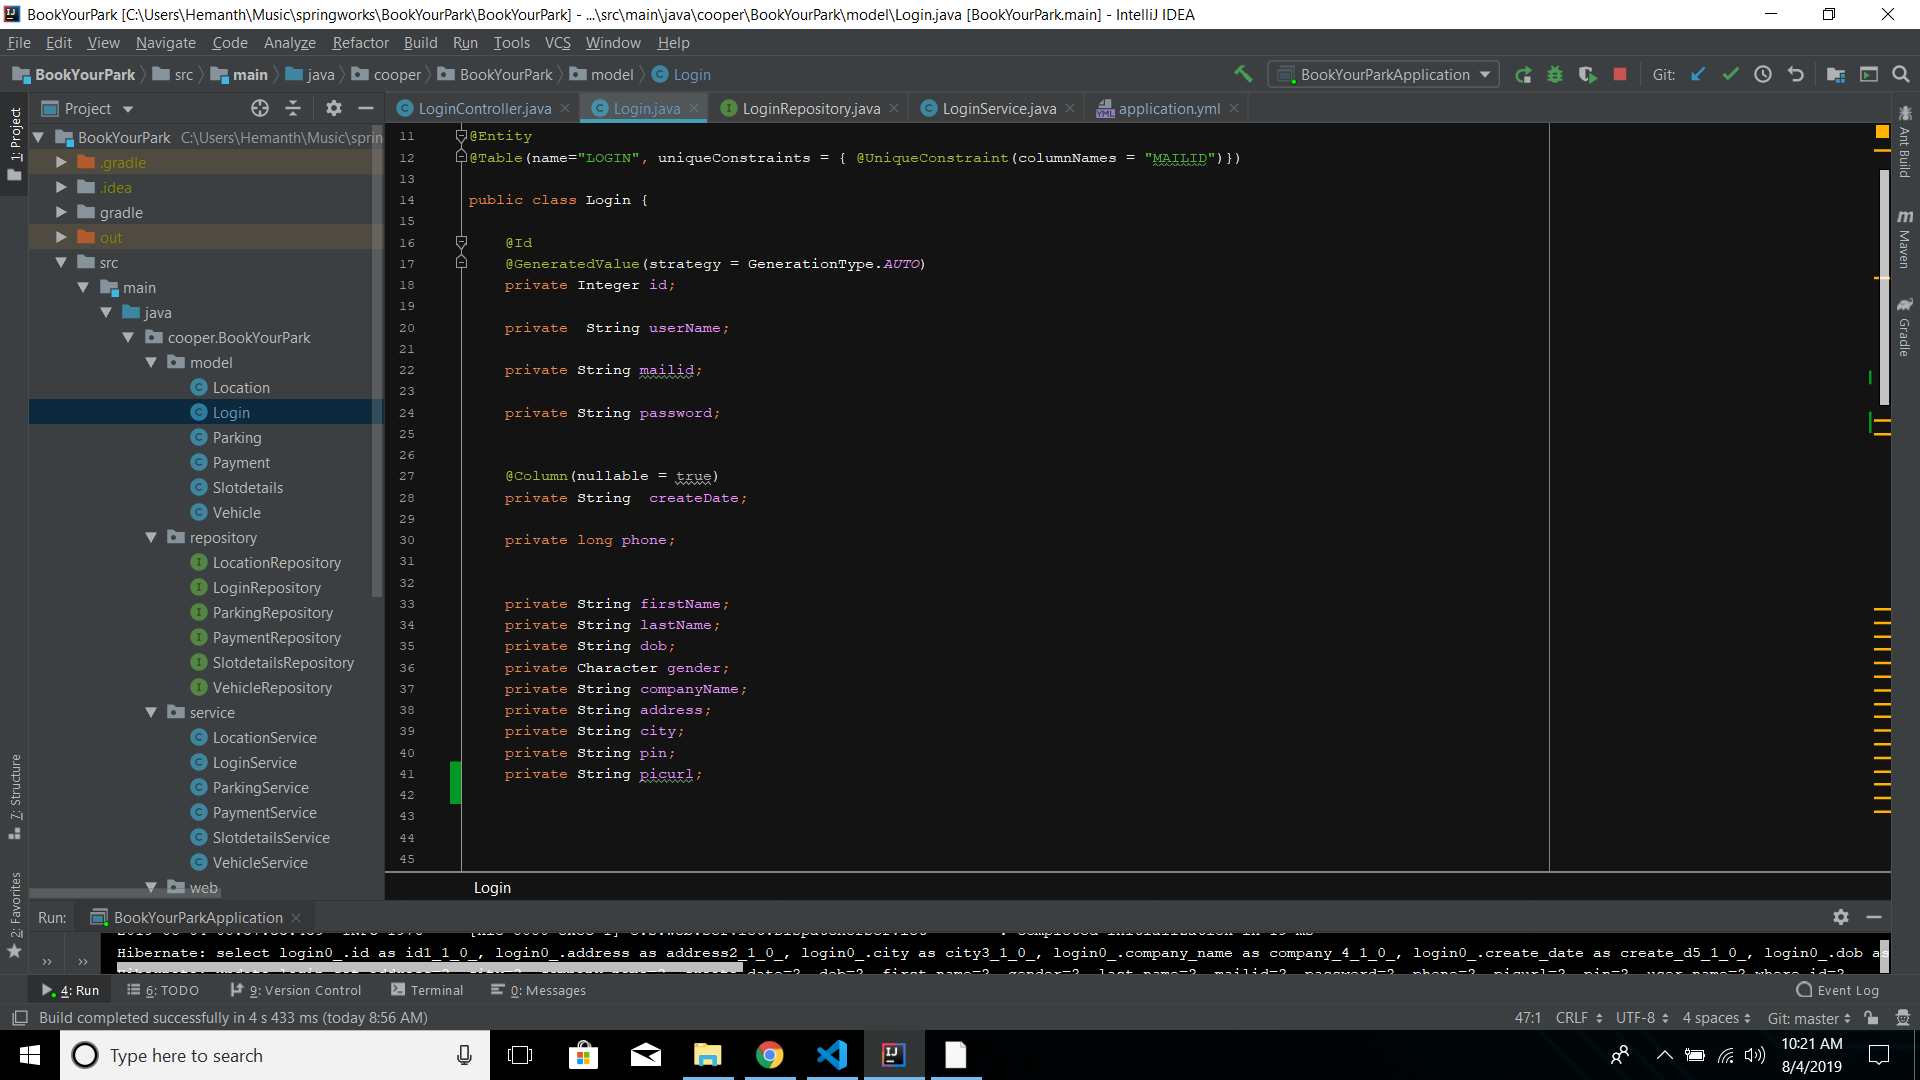 BookYourPark [C:\Users\Hemanth\Music\springworks\BookYourPark\BookYourPark] - ...\src\main\java\cooper\BookYourPark\model\Login.java [BookYourPark.main] - IntelliJ IDEA
File Edit View Navigate Code Analyze Refactor Build Run Tools VCS Window Help
BookYourPark src main java cooper BookYourPark model Login BookYourParkApplication Git:
Project LoginController.java Login.java LoginRepository.java LoginService.java application.yml
1: Project
7: Structure
2: Favorites
BookYourPark C:\Users\Hemanth\Music\sprin
.gradle
.idea
gradle
out
src
main
java
cooper.BookYourPark
model
Location
Login
Parking
Payment
Slotdetails
Vehicle
repository
LocationRepository
LoginRepository
ParkingRepository
PaymentRepository
SlotdetailsRepository
VehicleRepository
service
LocationService
LoginService
ParkingService
PaymentService
SlotdetailsService
VehicleService
web
11 @Entity
12 @Table(name="LOGIN", uniqueConstraints = { @UniqueConstraint(columnNames = "MAILID")})
13
14 public class Login {
15
16 @Id
17 @GeneratedValue(strategy = GenerationType.AUTO)
18 private Integer id;
19
20 private  String userName;
21
22 private String mailid;
23
24 private String password;
25
26
27 @Column(nullable = true)
28 private String  createDate;
29
30 private long phone;
31
32
33 private String firstName;
34 private String lastName;
35 private String dob;
36 private Character gender;
37 private String companyName;
38 private String address;
39 private String city;
40 private String pin;
41 private String picurl;
42
43
44
45
Login
Ant Build
Maven
Gradle
Run: BookYourParkApplication
Hibernate: select login0_.id as id1_1_0_, login0_.address as address2_1_0_, login0_.city as city3_1_0_, login0_.company_name as company_4_1_0_, login0_.create_date as create_d5_1_0_, login0_.dob as
4: Run 6: TODO 9: Version Control Terminal 0: Messages Event Log
Build completed successfully in 4 s 433 ms (today 8:56 AM) 47:1 CRLF UTF-8 4 spaces Git: master
Type here to search
10:21 AM
8/4/2019